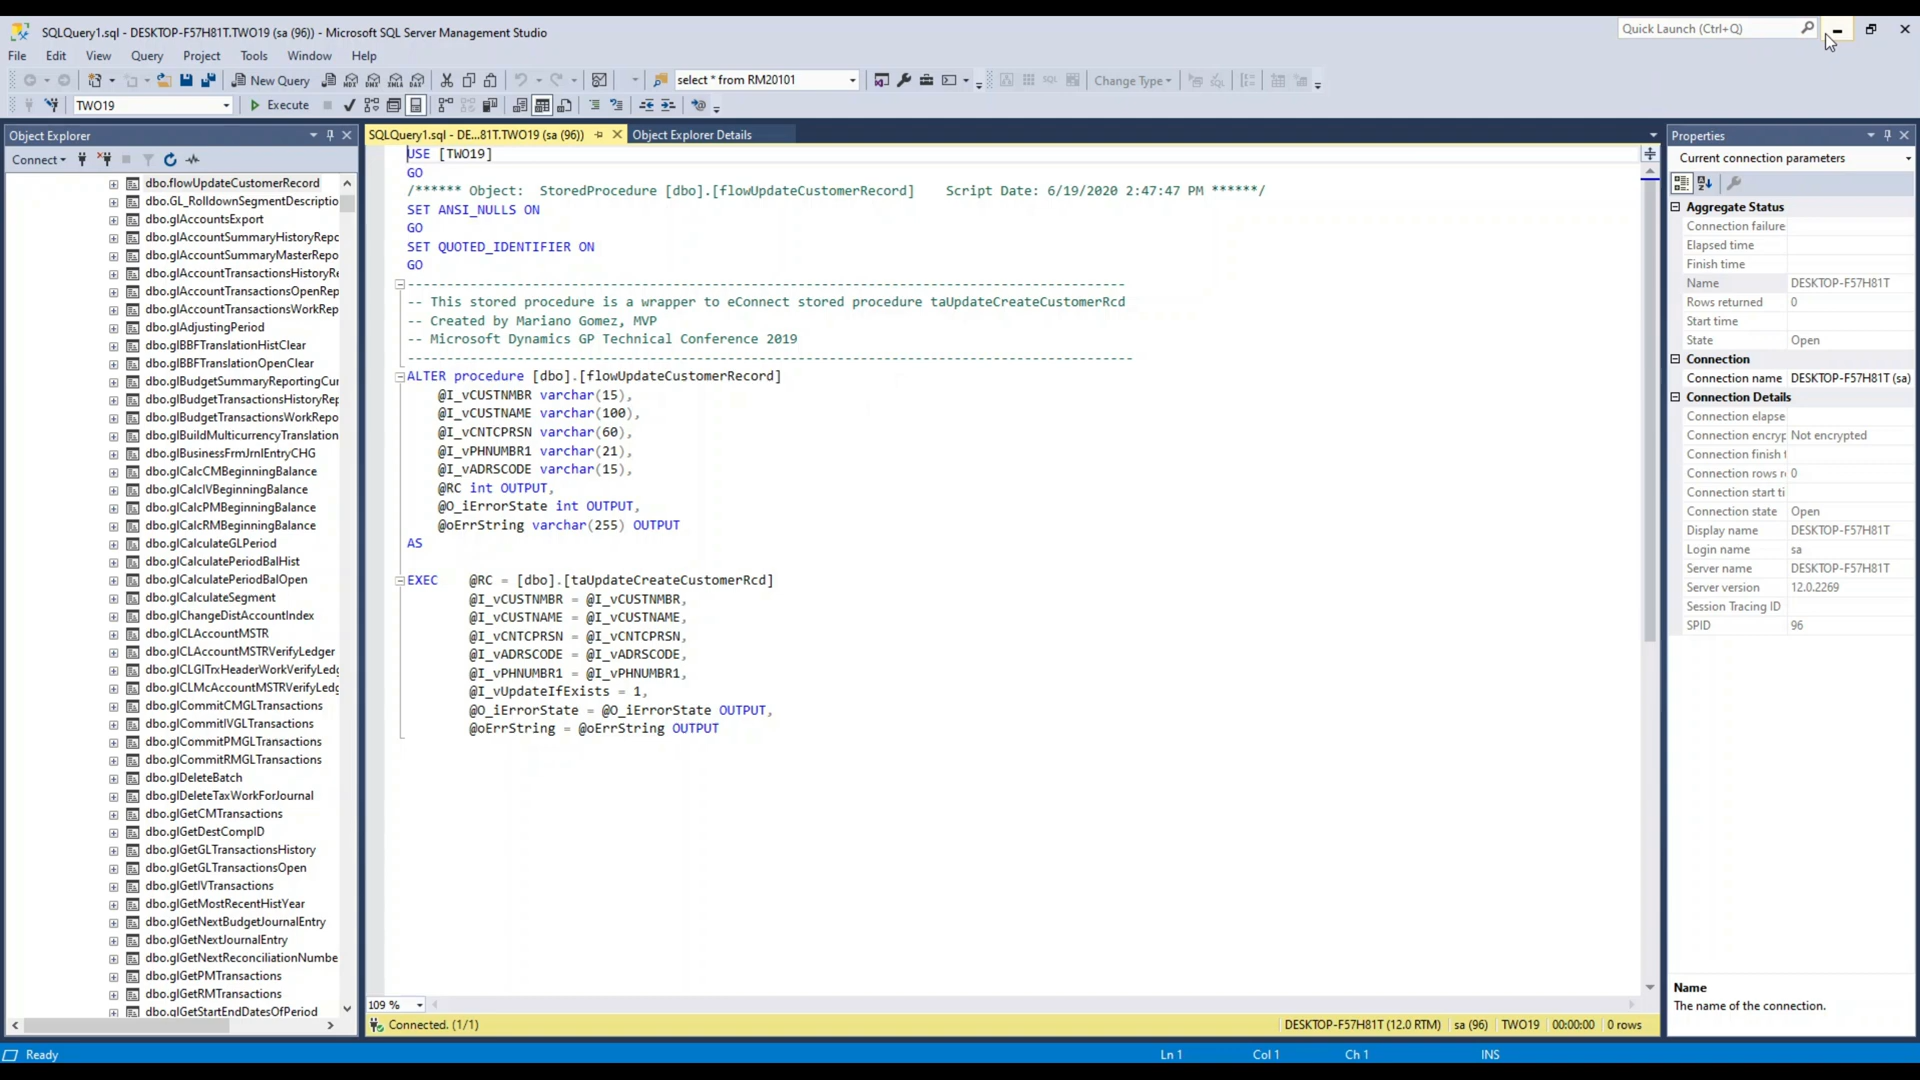 SQLQuery1.sql - DESKTOP-F57H81T.TWO19 (sa (96)) - Microsoft SQL Server Management Studio
Quick Launch (Ctrl+Q)
File Edit View Query Project Tools Window Help
New Query
select * from RM20101
Change Type
TWO19
Execute
Object Explorer
Connect
dbo.flowUpdateCustomerRecord
dbo.GL_RolldownSegmentDescriptio
dbo.glAccountsExport
dbo.glAccountSummaryHistoryRepo
dbo.glAccountSummaryMasterRepo
dbo.glAccountTransactionsHistoryRe
dbo.glAccountTransactionsOpenRep
dbo.glAccountTransactionsWorkRep
dbo.glAdjustingPeriod
dbo.glBBFTranslationHistClear
dbo.glBBFTranslationOpenClear
dbo.glBudgetSummaryReportingCur
dbo.glBudgetTransactionsHistoryRep
dbo.glBudgetTransactionsWorkRepo
dbo.glBuildMulticurrencyTranslation
dbo.glBusinessFrmJrnlEntryCHG
dbo.glCalcCMBeginningBalance
dbo.glCalcIVBeginningBalance
dbo.glCalcPMBeginningBalance
dbo.glCalcRMBeginningBalance
dbo.glCalculateGLPeriod
dbo.glCalculatePeriodBalHist
dbo.glCalculatePeriodBalOpen
dbo.glCalculateSegment
dbo.glChangeDistAccountIndex
dbo.glCLAccountMSTR
dbo.glCLAccountMSTRVerifyLedger
dbo.glCLGlTrxHeaderWorkVerifyLedg
dbo.glCLMcAccountMSTRVerifyLedg
dbo.glCommitCMGLTransactions
dbo.glCommitIVGLTransactions
dbo.glCommitPMGLTransactions
dbo.glCommitRMGLTransactions
dbo.glDeleteBatch
dbo.glDeleteTaxWorkForJournal
dbo.glGetCMTransactions
dbo.glGetDestCompID
dbo.glGetGLTransactionsHistory
dbo.glGetGLTransactionsOpen
dbo.glGetIVTransactions
dbo.glGetMostRecentHistYear
dbo.glGetNextBudgetJournalEntry
dbo.glGetNextJournalEntry
dbo.glGetNextReconciliationNumbe
dbo.glGetPMTransactions
dbo.glGetRMTransactions
dbo.glGetStartEndDatesOfPeriod
SQLQuery1.sql - DE...81T.TWO19 (sa (96))
Object Explorer Details
USE [TWO19]
GO
/****** Object:  StoredProcedure [dbo].[flowUpdateCustomerRecord]    Script Date: 6/19/2020 2:47:47 PM ******/
SET ANSI_NULLS ON
GO
SET QUOTED_IDENTIFIER ON
GO
---------------------------------------------------------------------------------------------
-- This stored procedure is a wrapper to eConnect stored procedure taUpdateCreateCustomerRcd
-- Created by Mariano Gomez, MVP
-- Microsoft Dynamics GP Technical Conference 2019
---------------------------------------------------------------------------------------------
ALTER procedure [dbo].[flowUpdateCustomerRecord]
@I_vCUSTNMBR varchar(15),
@I_vCUSTNAME varchar(100),
@I_vCNTCPRSN varchar(60),
@I_vPHNUMBR1 varchar(21),
@I_vADRSCODE varchar(15),
@RC int OUTPUT,
@O_iErrorState int OUTPUT,
@oErrString varchar(255) OUTPUT
AS
EXEC    @RC = [dbo].[taUpdateCreateCustomerRcd]
@I_vCUSTNMBR = @I_vCUSTNMBR,
@I_vCUSTNAME = @I_vCUSTNAME,
@I_vCNTCPRSN = @I_vCNTCPRSN,
@I_vADRSCODE = @I_vADRSCODE,
@I_vPHNUMBR1 = @I_vPHNUMBR1,
@I_vUpdateIfExists = 1,
@O_iErrorState = @O_iErrorState OUTPUT,
@oErrString = @oErrString OUTPUT
109 %
Connected. (1/1)
DESKTOP-F57H81T (12.0 RTM) sa (96) TWO19 00:00:00 0 rows
Properties
Current connection parameters
Aggregate Status
Connection failure
Elapsed time
Finish time
Name DESKTOP-F57H81T
Rows returned 0
Start time
State Open
Connection
Connection name DESKTOP-F57H81T (sa)
Connection Details
Connection elapse
Connection encryp Not encrypted
Connection finish t
Connection rows r 0
Connection start ti
Connection state Open
Display name DESKTOP-F57H81T
Login name sa
Server name DESKTOP-F57H81T
Server version 12.0.2269
Session Tracing ID
SPID 96
Name
The name of the connection.
Ready
Ln 1 Col 1 Ch 1 INS